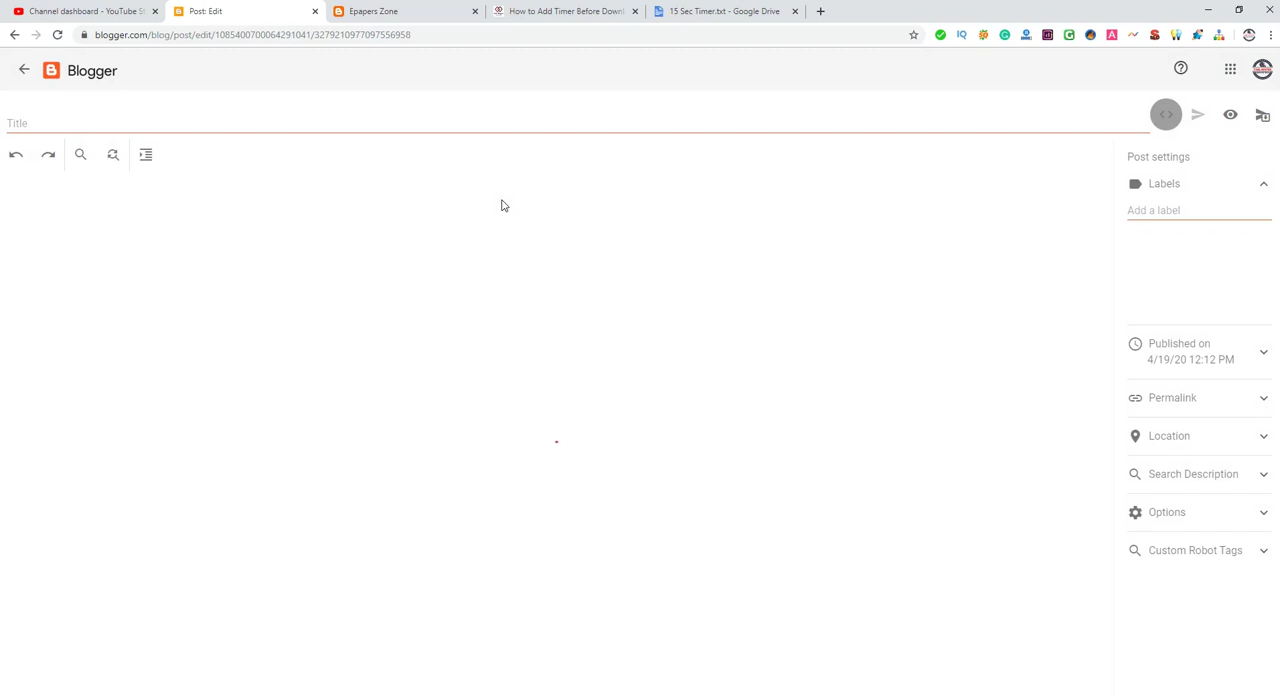 Channel dashboard - YouTube St
Post: Edit
Epapers Zone
How to Add Timer Before Downl
15 Sec Timer.txt - Google Drive
blogger.com/blog/post/edit/1085400700064291041/3279210977097556958
Blogger
Title
Post settings
Labels
Add a label
Published on
4/19/20 12:12 PM
Permalink
Location
Search Description
Options
Custom Robot Tags